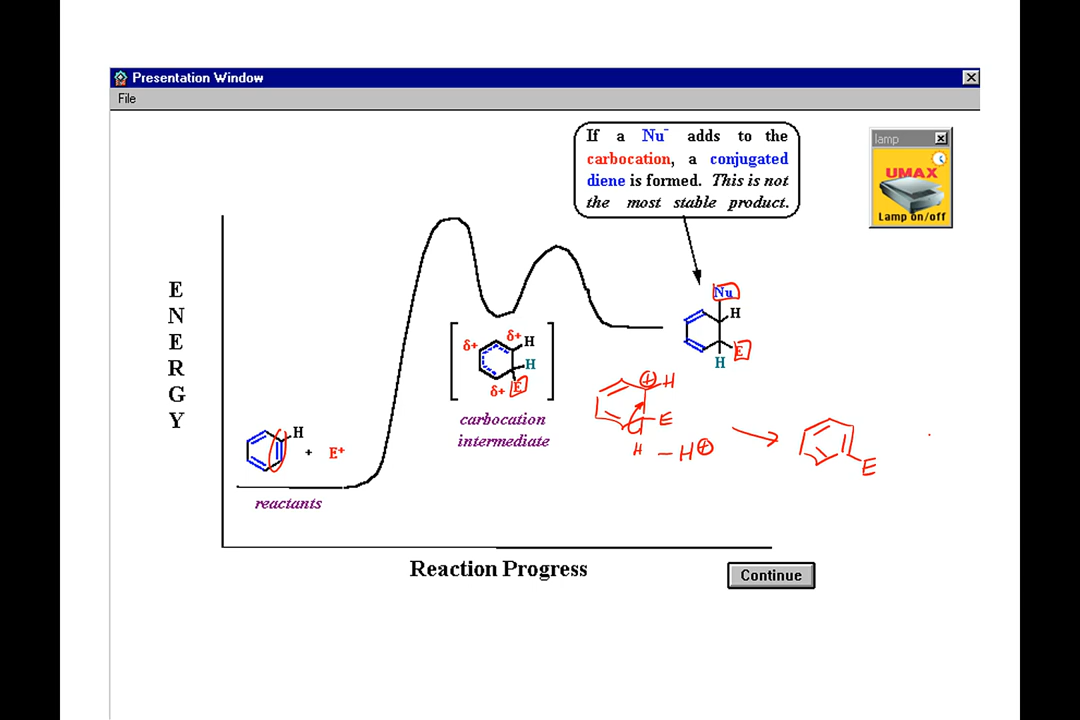 Presentation Window
File
If a Nu⁻ adds to the
carbocation, a conjugated
diene is formed. This is not
the most stable product.
lamp
UMAX
Lamp on/off
ENERGY
Nu
H
E
H
δ+
δ+
H
H
E
δ+
carbocation
intermediate
H
+
E⁺
reactants
⊕
H
E
H
−H⊕
E
Reaction Progress
Continue